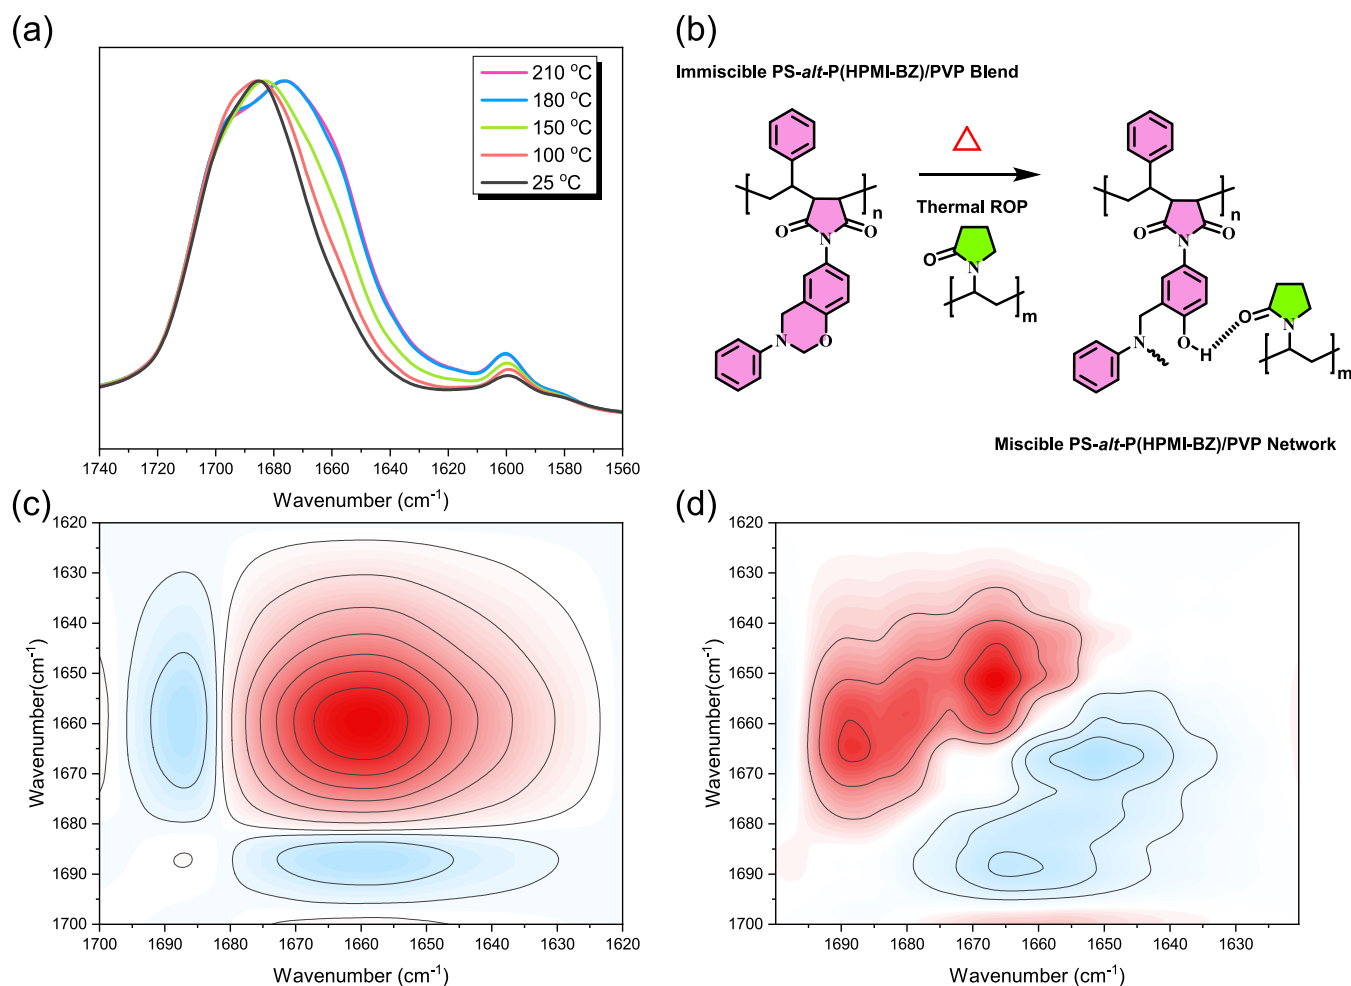 (a)
210 °C
180 °C
150 °C
100 °C
25 °C
1740 1720 1700 1680 1660 1640 1620 1600 1580 1560
Wavenumber (cm-1)
(b)
Immiscible PS-alt-P(HPMI-BZ)/PVP Blend
n
O N O
N O
Thermal ROP
O
N
m
n
O N O
N
O H
O
N
m
Miscible PS-alt-P(HPMI-BZ)/PVP Network
(c)
1620
1630
1640
1650
1660
1670
1680
1690
1700
Wavenumber(cm-1)
1700 1690 1680 1670 1660 1650 1640 1630 1620
Wavenumber (cm-1)
(d)
1620
1630
1640
1650
1660
1670
1680
1690
1700
Wavenumber(cm-1)
1690 1680 1670 1660 1650 1640 1630
Wavenumber (cm-1)